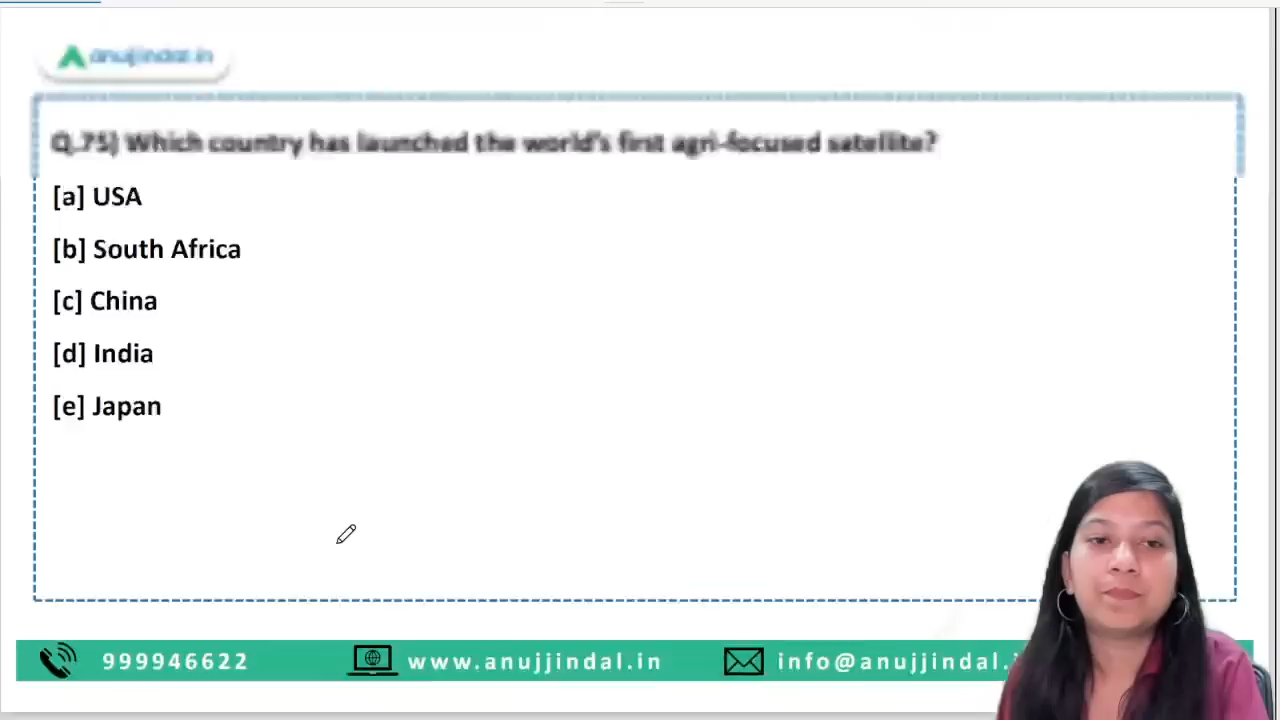 anujjindal.in
Q.75) Which country has launched the world's first agri-focused satellite?
[a] USA
[b] South Africa
[c] China
[d] India
[e] Japan
999946622 www.anujjindal.in info@anujjindal.